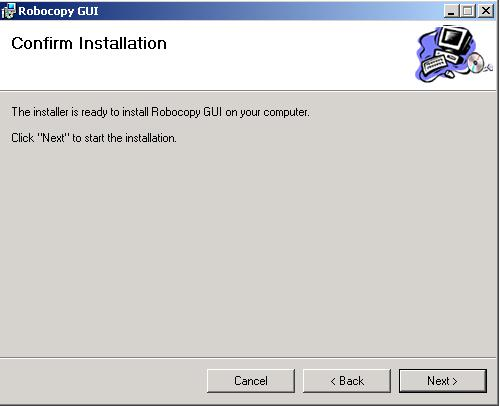 Robocopy GUI
Confirm Installation
The installer is ready to install Robocopy GUI on your computer.
Click "Next" to start the installation.
Cancel
< Back
Next >